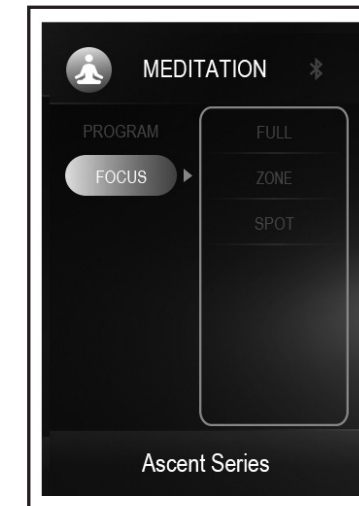 MEDITATION
PROGRAM
FOCUS
FULL
ZONE
SPOT
Ascent Series